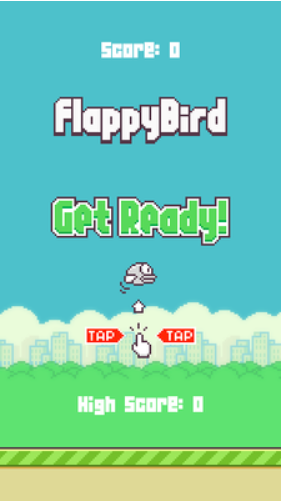 Score: 0
FlappyBird
Get Ready!
TAP TAP
High Score: 0